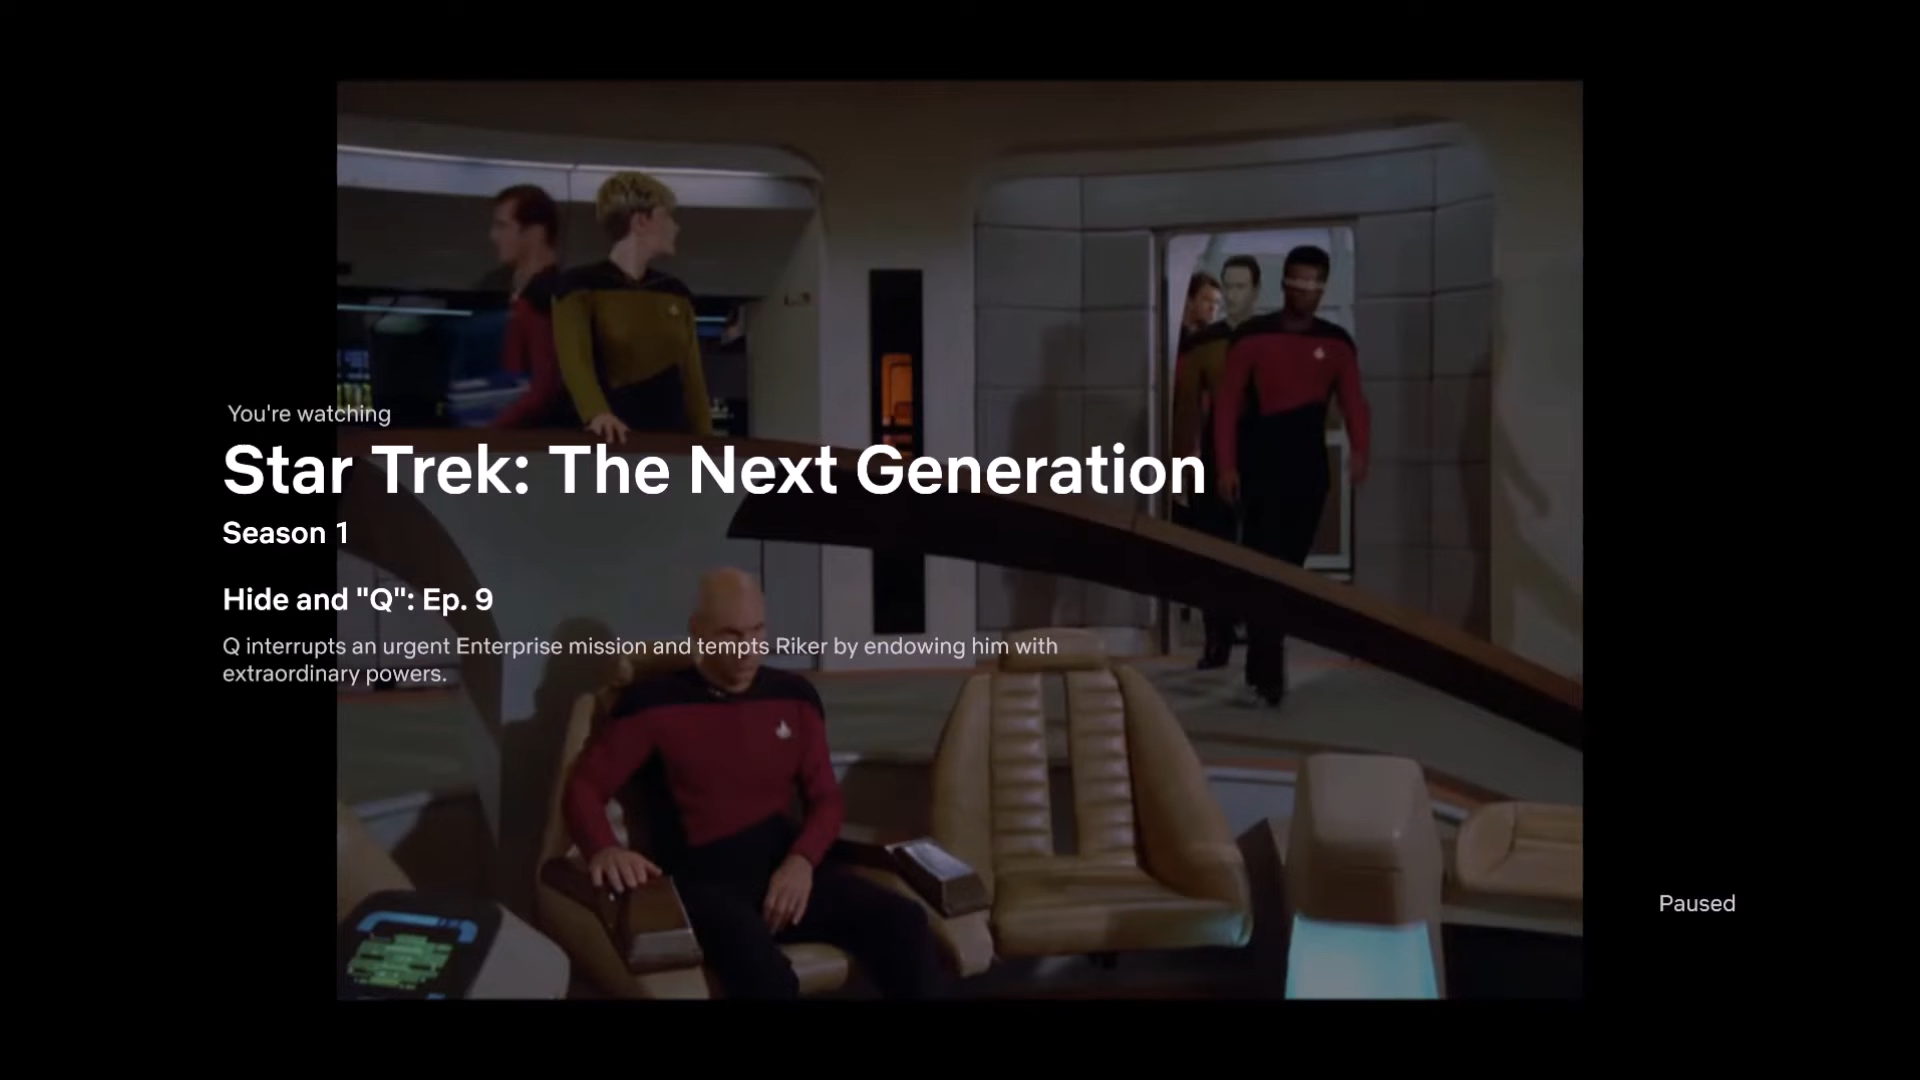 You're watching
Star Trek: The Next Generation
Season 1
Hide and "Q": Ep. 9
Q interrupts an urgent Enterprise mission and tempts Riker by endowing him with
extraordinary powers.
Paused